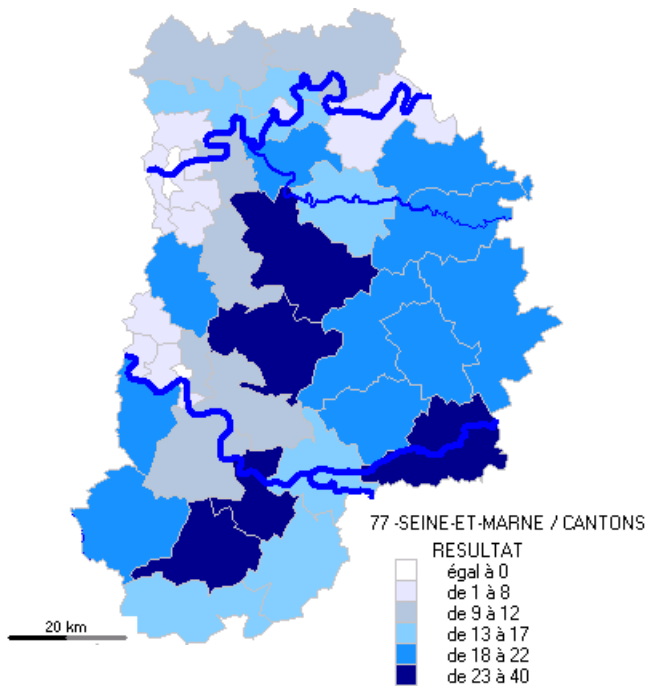 77 -SEINE-ET-MARNE / CANTONS
RESULTAT
égal à 0
de 1 à 8
de 9 à 12
de 13 à 17
de 18 à 22
de 23 à 40
20 km